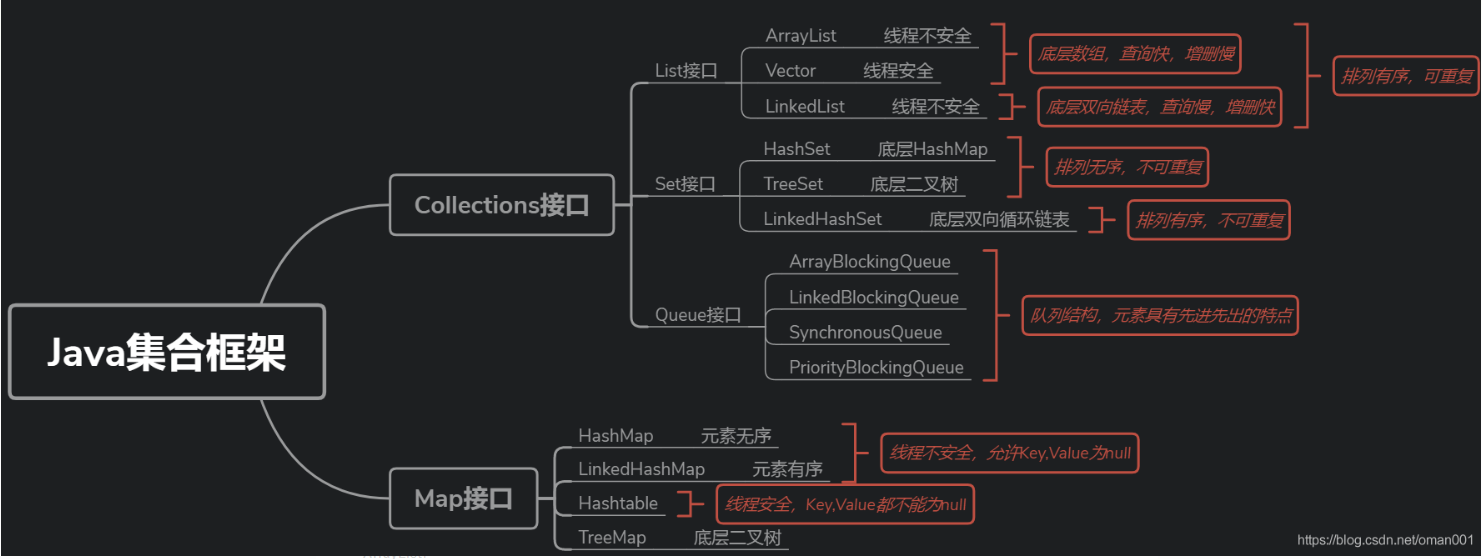 Java集合框架
Collections接口
List接口
ArrayList 线程不安全
Vector 线程安全
底层数组，查询快，增删慢
LinkedList 线程不安全
底层双向链表，查询慢，增删快
排列有序，可重复
Set接口
HashSet 底层HashMap
TreeSet 底层二叉树
排列无序，不可重复
LinkedHashSet 底层双向循环链表
排列有序，不可重复
Queue接口
ArrayBlockingQueue
LinkedBlockingQueue
SynchronousQueue
PriorityBlockingQueue
队列结构，元素具有先进先出的特点
Map接口
HashMap 元素无序
LinkedHashMap 元素有序
线程不安全，允许Key,Value为null
Hashtable
线程安全，Key,Value都不能为null
TreeMap 底层二叉树
https://blog.csdn.net/oman001